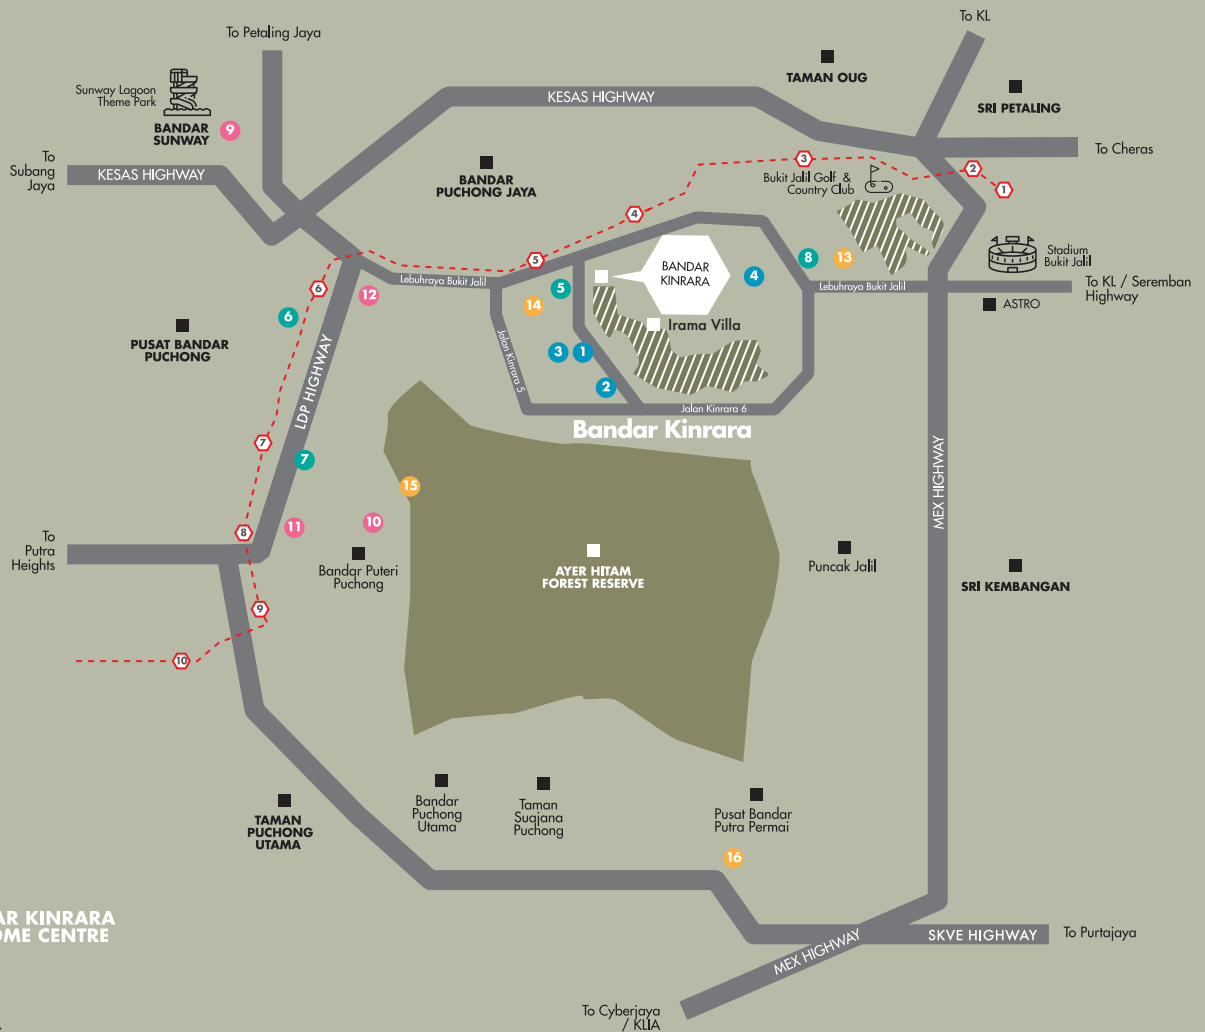 To KL
To Petaling Jaya
TAMAN OUG
Sunway Lagoon
Theme Park
KESAS HIGHWAY
SRI PETALING
BANDAR
SUNWAY
9
To
Subang
Jaya
KESAS HIGHWAY
BANDAR
PUCHONG JAYA
3
To Cheras
2
1
Bukit Jalil Golf &
Country Club
4
5
8
13
Stadium
Bukit Jalil
BANDAR
KINRARA
4
Lebuhraya Bukit Jalil
Lebuhraya Bukit Jalil
To KL / Seremban
Highway
6
12
5
14
ASTRO
6
Irama Villa
PUSAT BANDAR
PUCHONG
LDP HIGHWAY
Jalan Kinrara 5
3
1
2
Jalan Kinrara 6
Bandar Kinrara
7
7
MEX HIGHWAY
15
8
11
10
To
Putra
Heights
Bandar Puteri
Puchong
AYER HITAM
FOREST RESERVE
Puncak Jalil
SRI KEMBANGAN
9
10
TAMAN
PUCHONG
UTAMA
Bandar
Puchong
Utama
Taman
Suqjana
Puchong
Pusat Bandar
Putra Permai
16
AR KINRARA
OME CENTRE
MEX HIGHWAY
SKVE HIGHWAY
To Purtajaya
To Cyberjaya
/ KLIA